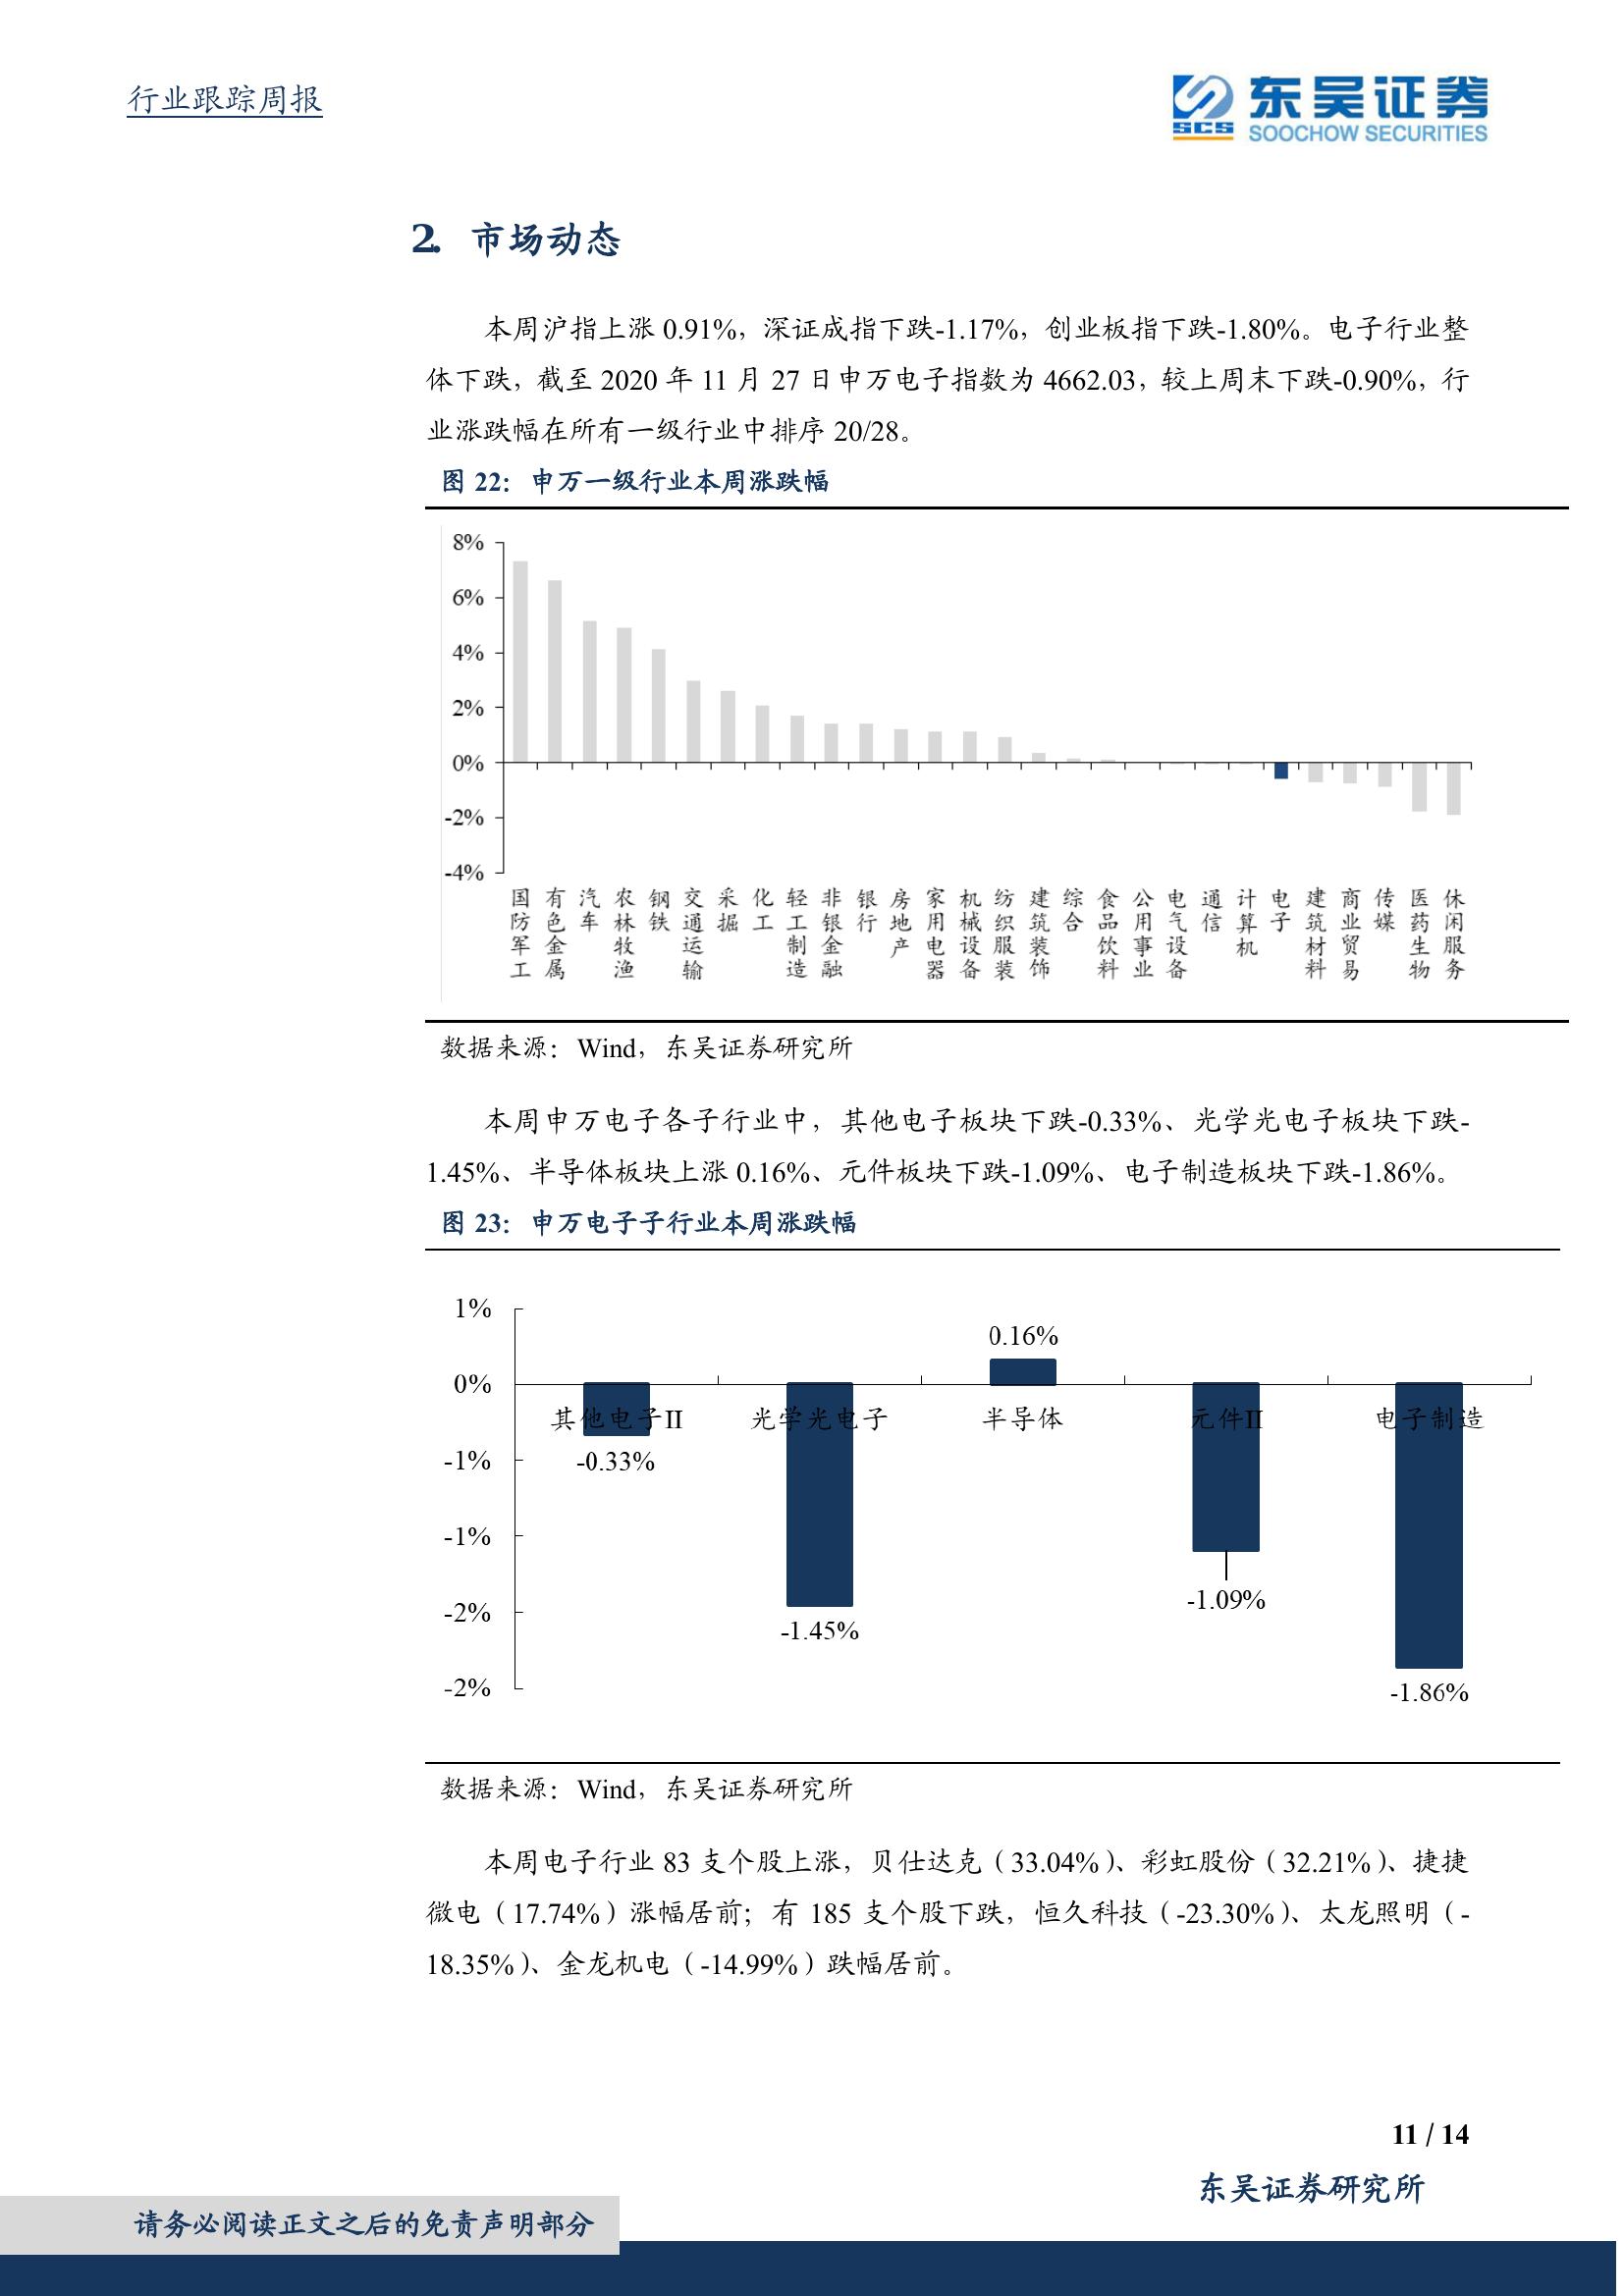 行业跟踪周报
SCS
东吴证券
SOOCHOW SECURITIES
2. 市场动态
本周沪指上涨 0.91%，深证成指下跌-1.17%，创业板指下跌-1.80%。电子行业整
体下跌，截至 2020 年 11 月 27 日申万电子指数为 4662.03，较上周末下跌-0.90%，行
业涨跌幅在所有一级行业中排序 20/28。
图 22：申万一级行业本周涨跌幅
8%
6%
4%
2%
0%
-2%
-4%
国防军工
有色金属
汽车
农林牧渔
钢铁
交通运输
采掘
化工
轻工制造
非银金融
银行
房地产
家用电器
机械设备
纺织服装
建筑装饰
综合
食品饮料
公用事业
电气设备
通信
计算机
电子
建筑材料
商业贸易
传媒
医药生物
休闲服务
数据来源：Wind，东吴证券研究所
本周申万电子各子行业中，其他电子板块下跌-0.33%、光学光电子板块下跌-
1.45%、半导体板块上涨 0.16%、元件板块下跌-1.09%、电子制造板块下跌-1.86%。
图 23：申万电子子行业本周涨跌幅
1%
0%
-1%
-1%
-2%
-2%
其他电子II
光学光电子
半导体
元件II
电子制造
-0.33%
-1.45%
0.16%
-1.09%
-1.86%
数据来源：Wind，东吴证券研究所
本周电子行业 83 支个股上涨，贝仕达克（33.04%）、彩虹股份（32.21%）、捷捷
微电（17.74%）涨幅居前；有 185 支个股下跌，恒久科技（-23.30%）、太龙照明（-
18.35%）、金龙机电（-14.99%）跌幅居前。
11 / 14
东吴证券研究所
请务必阅读正文之后的免责声明部分